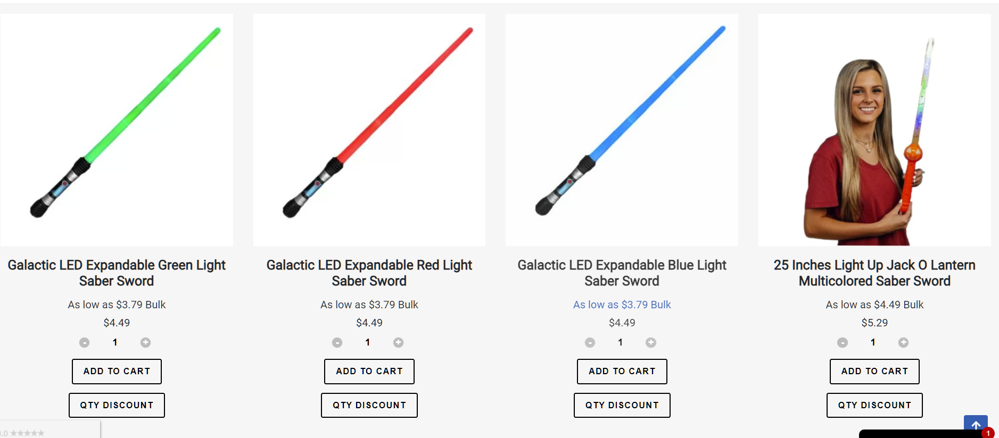 Galactic LED Expandable Green Light
Saber Sword
As low as $3.79 Bulk
$4.49
- 1 +
ADD TO CART
QTY DISCOUNT
Galactic LED Expandable Red Light
Saber Sword
As low as $3.79 Bulk
$4.49
- 1 +
ADD TO CART
QTY DISCOUNT
Galactic LED Expandable Blue Light
Saber Sword
As low as $3.79 Bulk
$4.49
- 1 +
ADD TO CART
QTY DISCOUNT
25 Inches Light Up Jack O Lantern
Multicolored Saber Sword
As low as $4.49 Bulk
$5.29
- 1 +
ADD TO CART
QTY DISCOUNT
1